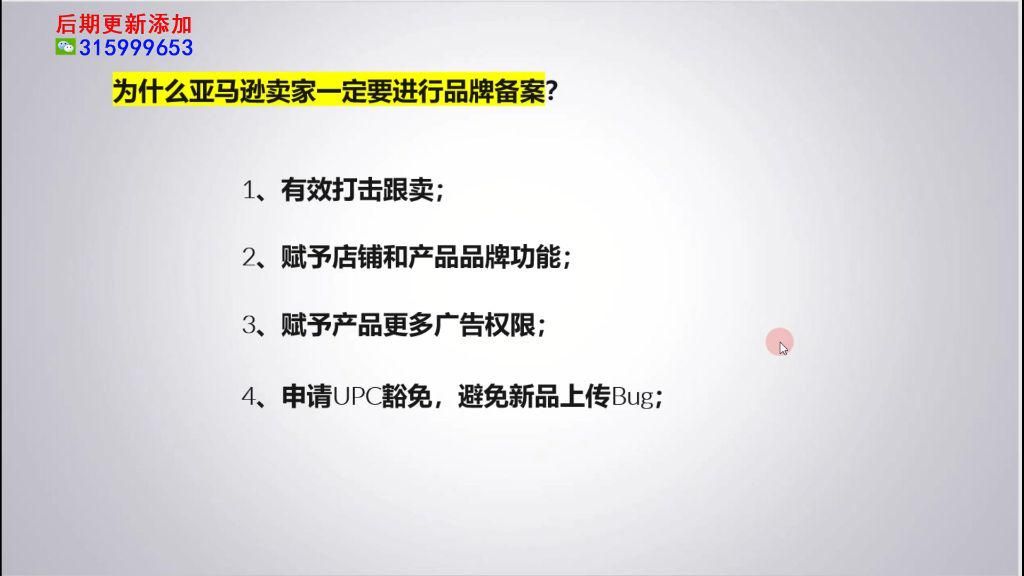 后期更新添加
315999653
为什么亚马逊卖家一定要进行品牌备案?
1、有效打击跟卖；
2、赋予店铺和产品品牌功能；
3、赋予产品更多广告权限；
4、申请UPC豁免，避免新品上传Bug；